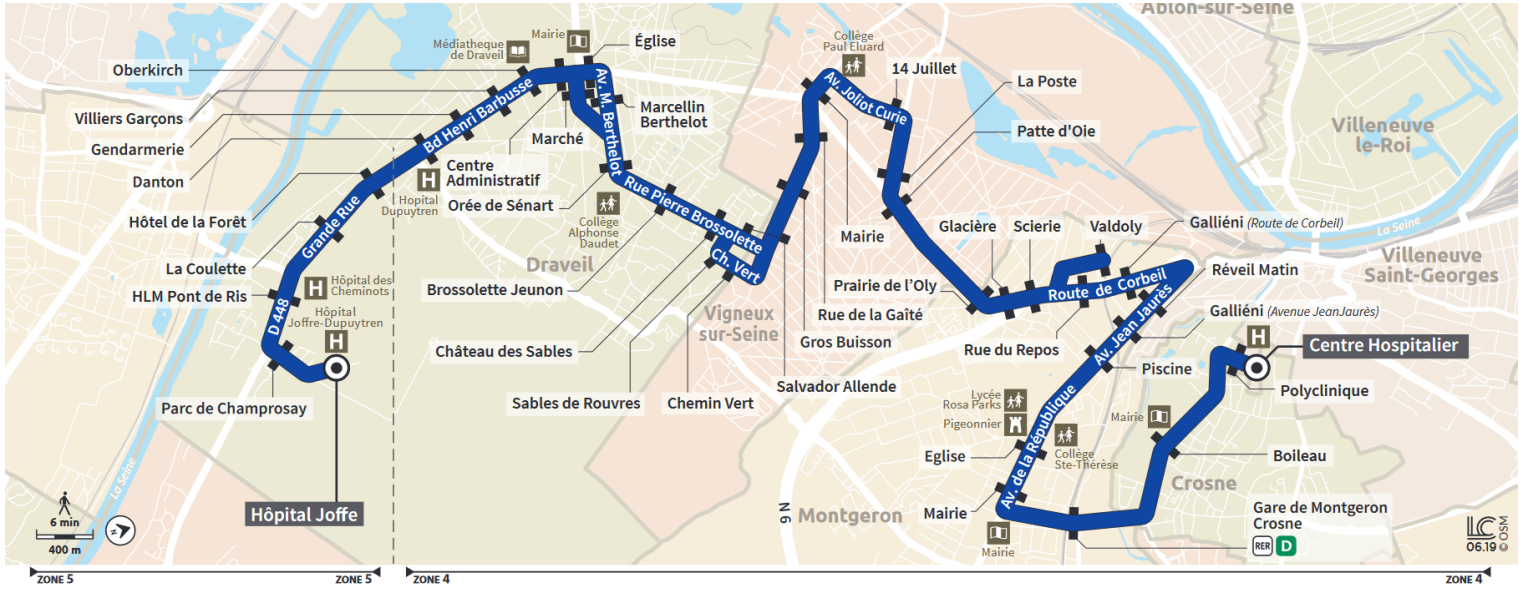 Ablon-sur-Seine
Médiatheque
de Draveil
Mairie
Église
Collège
Paul Eluard
Oberkirch
14 Juillet
La Poste
Av. M. Berthelot
Av. Joliot Curie
Villiers Garçons
Bd Henri Barbusse
Marcellin
Berthelot
Marché
Patte d'Oie
Villeneuve
le-Roi
Gendarmerie
Danton
Centre
Administratif
H
Hopital
Dupuytren
Orée de Sénart
Rue Pierre Brossolette
Collège
Alphonse
Daudet
Hôtel de la Forêt
Grande Rue
Mairie
Glacière
Scierie
Valdoly
Galliéni (Route de Corbeil)
La Seine
La Coulette
Draveil
Ch. Vert
Villeneuve
Saint-Georges
Réveil Matin
HLM Pont de Ris
H
Hôpital des
Cheminots
D 448
Brossolette Jeunon
Prairie de l'Oly
Route de Corbeil
Rue de la Gaîté
Galliéni (Avenue JeanJaurès)
Hôpital
Joffre-Dupuytren
H
Vigneux
sur-Seine
Gros Buisson
Av. Jean Jaurès
H
Château des Sables
Rue du Repos
Centre Hospitalier
Piscine
Salvador Allende
Polyclinique
Parc de Champrosay
Sables de Rouvres
Chemin Vert
Lycée
Rosa Parks
Pigeonnier
Mairie
Av. de la République
Eglise
Collège
Ste-Thérèse
Boileau
La Seine
Crosne
6 min
400 m
N
Hôpital Joffe
N 6
Montgeron
Mairie
Mairie
Gare de Montgeron
Crosne
RER D
LC
06.19 © OSM
ZONE 5
ZONE 5
ZONE 4
ZONE 4